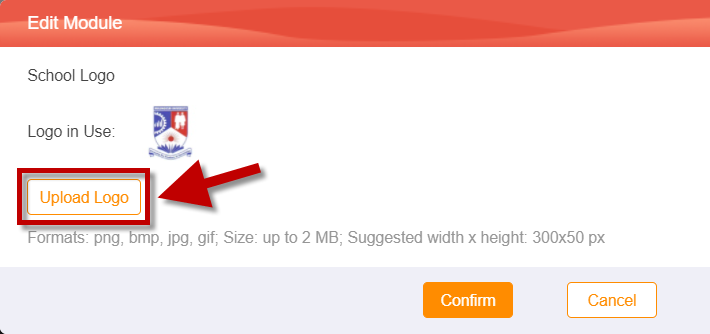 Edit Module
School Logo
Logo in Use:
Upload Logo
Formats: png, bmp, jpg, gif; Size: up to 2 MB; Suggested width x height: 300x50 px
Confirm
Cancel